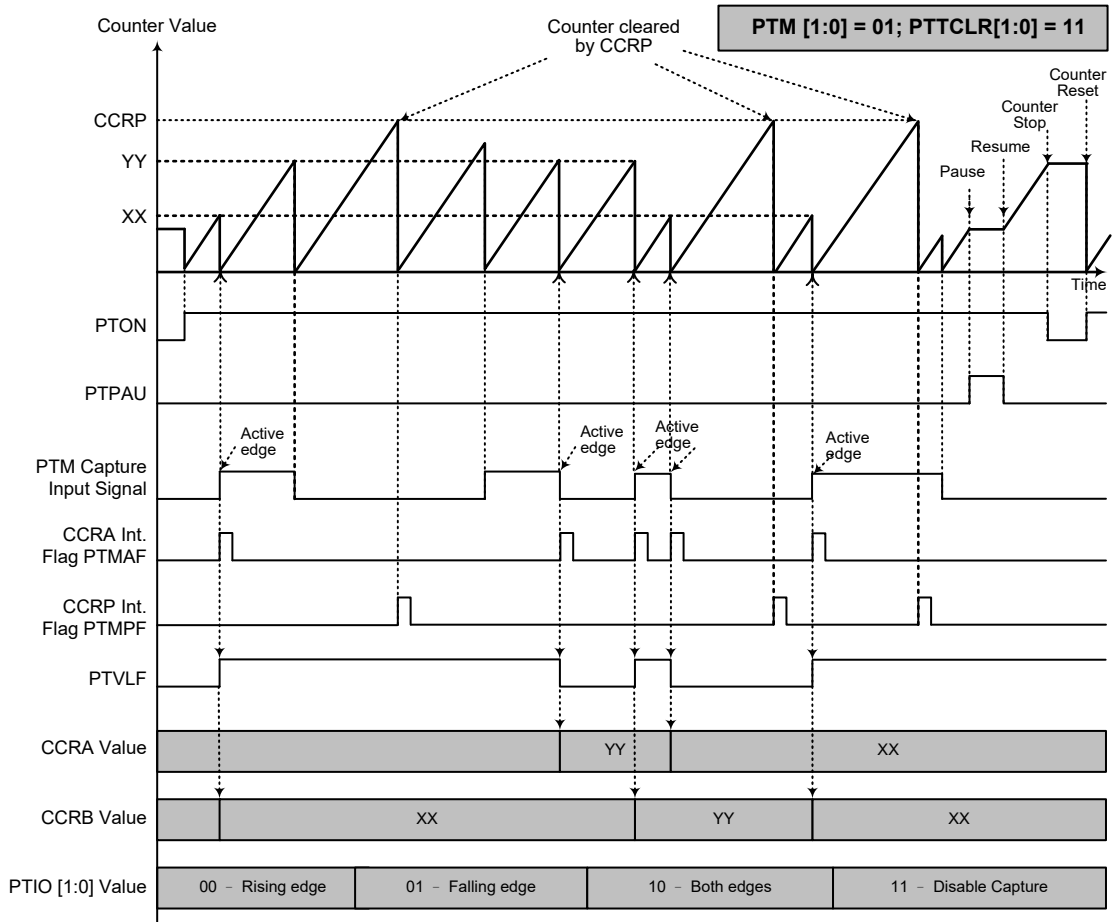 Counter Value
Counter cleared
by CCRP
PTM [1:0] = 01; PTTCLR[1:0] = 11
Counter
Reset
Counter
Stop
Resume
Pause
CCRP
YY
XX
Time
PTON
PTPAU
Active
edge
Active
edge
Active
edge
Active
edge
PTM Capture
Input Signal
CCRA Int.
Flag PTMAF
CCRP Int.
Flag PTMPF
PTVLF
CCRA Value
YY
XX
CCRB Value
XX
YY
XX
PTIO [1:0] Value
00 – Rising edge
01 – Falling edge
10 – Both edges
11 – Disable Capture